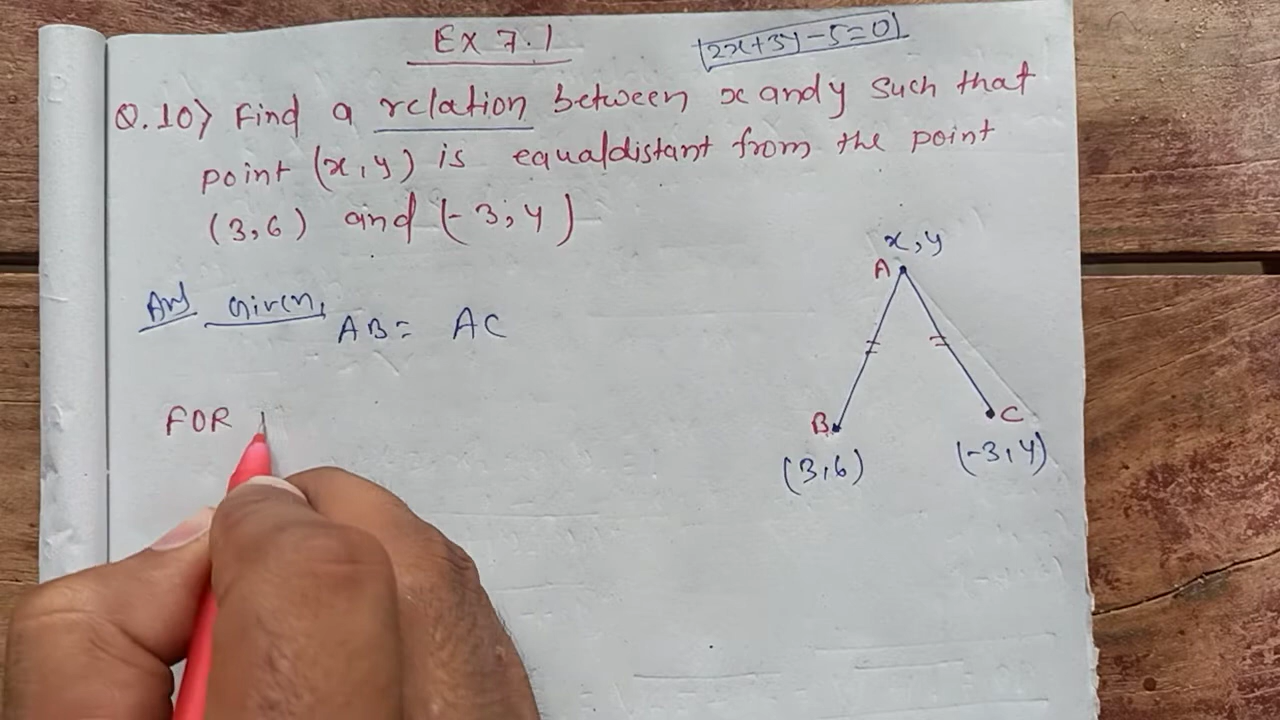 Ex 7.1
2x+3y-5=0
Q.10) Find a relation between x and y such that
point (x,y) is equaldistant from the point
(3,6) and (-3,4)
Ans given,
AB = AC
FOR
x,y
A
B
C
(3,6)
(-3,4)